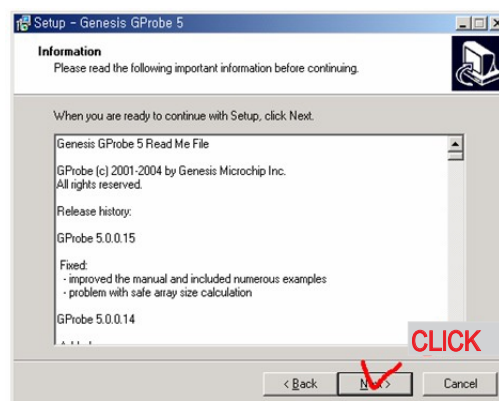 Setup - Genesis GProbe 5
Information
Please read the following important information before continuing.
When you are ready to continue with Setup, click Next.
Genesis GProbe 5 Read Me File
GProbe (c) 2001-2004 by Genesis Microchip Inc.
All rights reserved.
Release history:
GProbe 5.0.0.15
Fixed:
- improved the manual and included numerous examples
- problem with safe array size calculation
GProbe 5.0.0.14
CLICK
< Back
Next >
Cancel